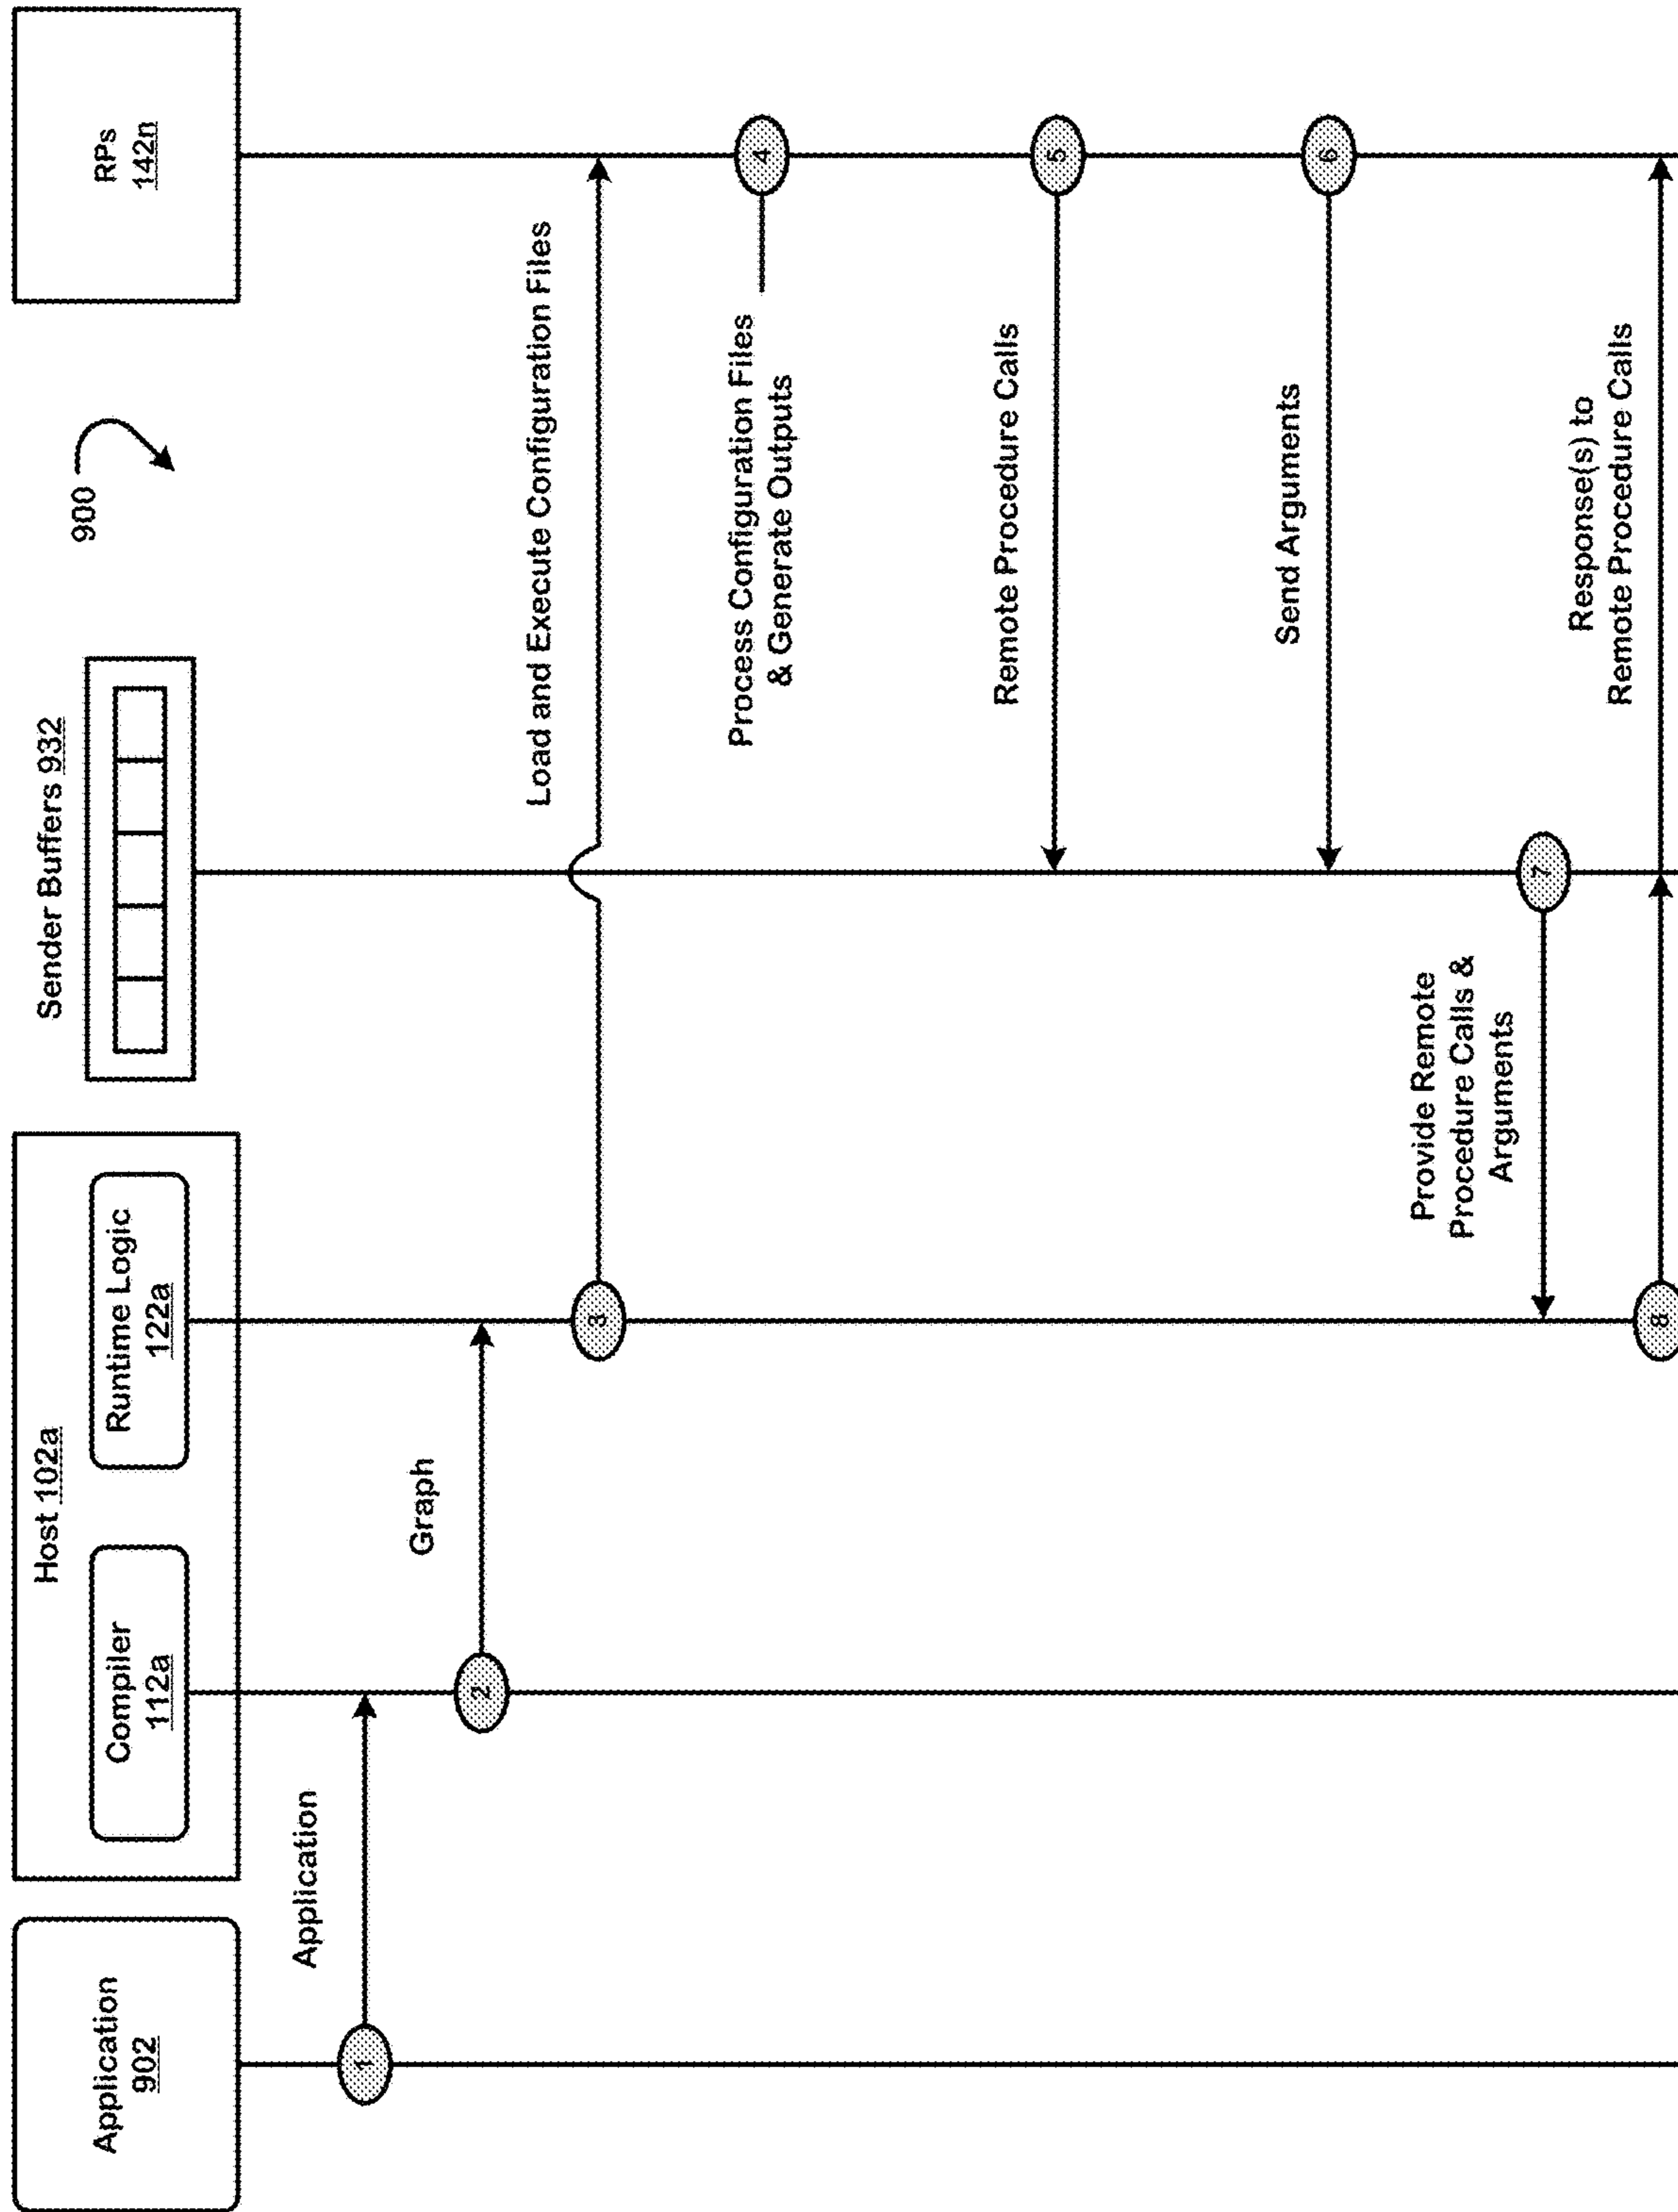 Application
902
Host 102a
Compiler
112a
Runtime Logic
122a
Sender Buffers 932
900
RPs
142n
Application
1
Graph
2
Load and Execute Configuration Files
3
4
Process Configuration Files
& Generate Outputs
Remote Procedure Calls
5
Send Arguments
6
Provide Remote
Procedure Calls &
Arguments
7
Response(s) to
Remote Procedure Calls
8